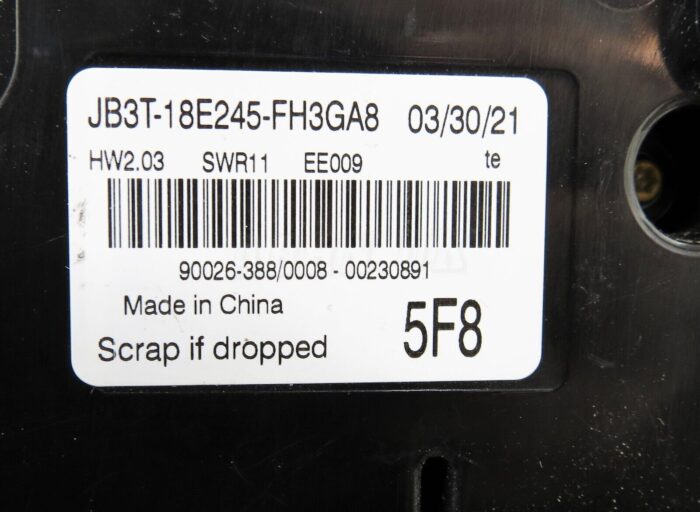 JB3T-18E245-FH3GA8 03/30/21
HW2.03 SWR11 EE009 te
90026-388/0008 - 00230891
Made in China
Scrap if dropped
5F8